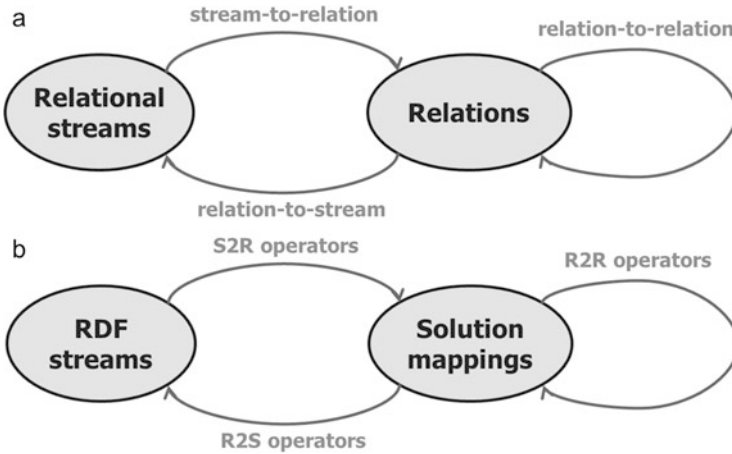 a
stream-to-relation
relation-to-relation
Relational
streams
Relations
relation-to-stream
b
S2R operators
R2R operators
RDF
streams
Solution
mappings
R2S operators